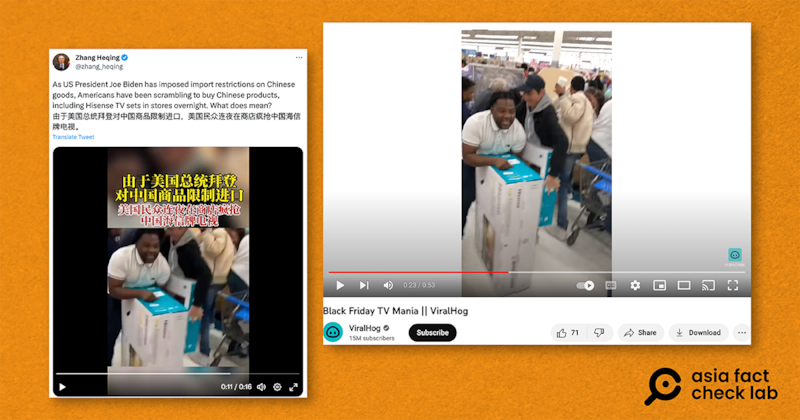 Zhang Heqing
@zhang_heqing
As US President Joe Biden has imposed import restrictions on Chinese
goods, Americans have been scrambling to buy Chinese products,
including Hisense TV sets in stores overnight. What does mean?
由于美国总统拜登对中国商品限制进口，美国民众连夜在商店疯抢中国海信
牌电视。
Translate Tweet
由于美国总统拜登
对中国商品限制进口
美国民众连夜在商店疯抢
中国海信牌电视
0:11 / 0:16
0:23 / 0:53
Black Friday TV Mania || ViralHog
ViralHog
15M subscribers
Subscribe
71
Share
Download
asia fact
check lab